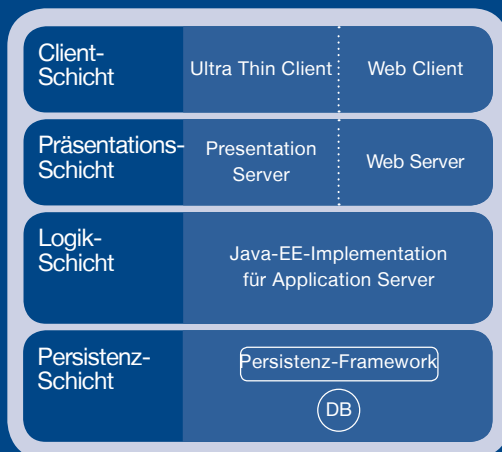 Client-
Schicht
Ultra Thin Client
Web Client
Präsentations-
Schicht
Presentation
Server
Web Server
Logik-
Schicht
Java-EE-Implementation
für Application Server
Persistenz-
Schicht
Persistenz-Framework
DB